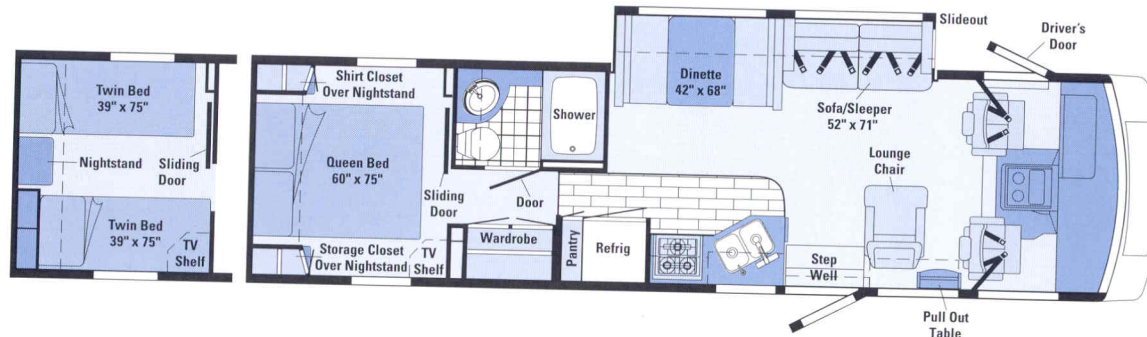 Twin Bed
39" x 75"
Nightstand
Sliding
Door
Twin Bed
39" x 75"
TV
Shelf
Shirt Closet
Over Nightstand
Queen Bed
60" x 75"
Sliding
Door
Storage Closet
Over Nightstand
TV
Shelf
Shower
Door
Wardrobe
Pantry
Refrig
Dinette
42" x 68"
Sofa/Sleeper
52" x 71"
Slideout
Driver's
Door
Lounge
Chair
Step
Well
Pull Out
Table